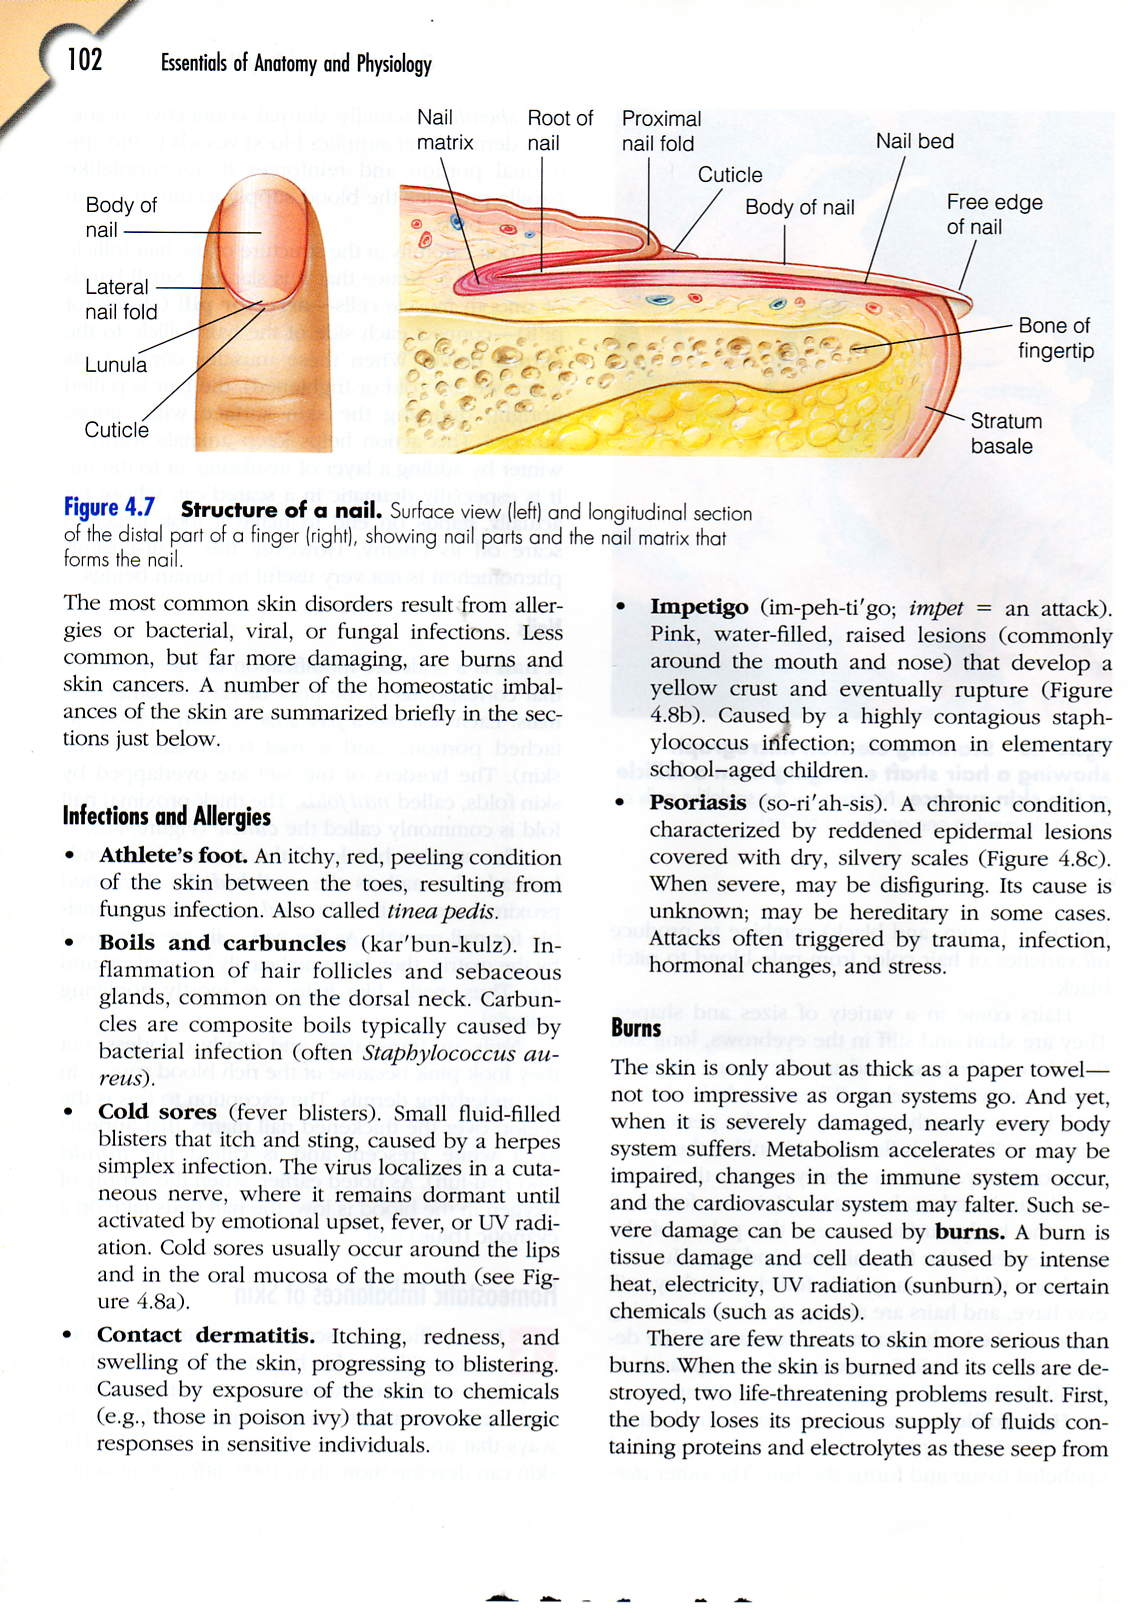 102 Essentials of Anatomy and Physiology
Nail matrix
Root of nail
Proximal nail fold
Cuticle
Body of nail
Nail bed
Free edge of nail
Body of nail
Lateral nail fold
Lunula
Cuticle
Bone of fingertip
Stratum basale
Figure 4.7 Structure of a nail. Surface view (left) and longitudinal section
of the distal part of a finger (right), showing nail parts and the nail matrix that
forms the nail.
The most common skin disorders result from aller-
gies or bacterial, viral, or fungal infections. Less
common, but far more damaging, are burns and
skin cancers. A number of the homeostatic imbal-
ances of the skin are summarized briefly in the sec-
tions just below.
Infections and Allergies
• Athlete's foot. An itchy, red, peeling condition
of the skin between the toes, resulting from
fungus infection. Also called tinea pedis.
• Boils and carbuncles (kar'bun-kulz). In-
flammation of hair follicles and sebaceous
glands, common on the dorsal neck. Carbun-
cles are composite boils typically caused by
bacterial infection (often Staphylococcus au-
reus).
• Cold sores (fever blisters). Small fluid-filled
blisters that itch and sting, caused by a herpes
simplex infection. The virus localizes in a cuta-
neous nerve, where it remains dormant until
activated by emotional upset, fever, or UV radi-
ation. Cold sores usually occur around the lips
and in the oral mucosa of the mouth (see Fig-
ure 4.8a).
• Contact dermatitis. Itching, redness, and
swelling of the skin, progressing to blistering.
Caused by exposure of the skin to chemicals
(e.g., those in poison ivy) that provoke allergic
responses in sensitive individuals.
• Impetigo (im-peh-ti'go; impet = an attack).
Pink, water-filled, raised lesions (commonly
around the mouth and nose) that develop a
yellow crust and eventually rupture (Figure
4.8b). Caused by a highly contagious staph-
ylococcus infection; common in elementary
school–aged children.
• Psoriasis (so-ri'ah-sis). A chronic condition,
characterized by reddened epidermal lesions
covered with dry, silvery scales (Figure 4.8c).
When severe, may be disfiguring. Its cause is
unknown; may be hereditary in some cases.
Attacks often triggered by trauma, infection,
hormonal changes, and stress.
Burns
The skin is only about as thick as a paper towel—
not too impressive as organ systems go. And yet,
when it is severely damaged, nearly every body
system suffers. Metabolism accelerates or may be
impaired, changes in the immune system occur,
and the cardiovascular system may falter. Such se-
vere damage can be caused by burns. A burn is
tissue damage and cell death caused by intense
heat, electricity, UV radiation (sunburn), or certain
chemicals (such as acids).
There are few threats to skin more serious than
burns. When the skin is burned and its cells are de-
stroyed, two life-threatening problems result. First,
the body loses its precious supply of fluids con-
taining proteins and electrolytes as these seep from